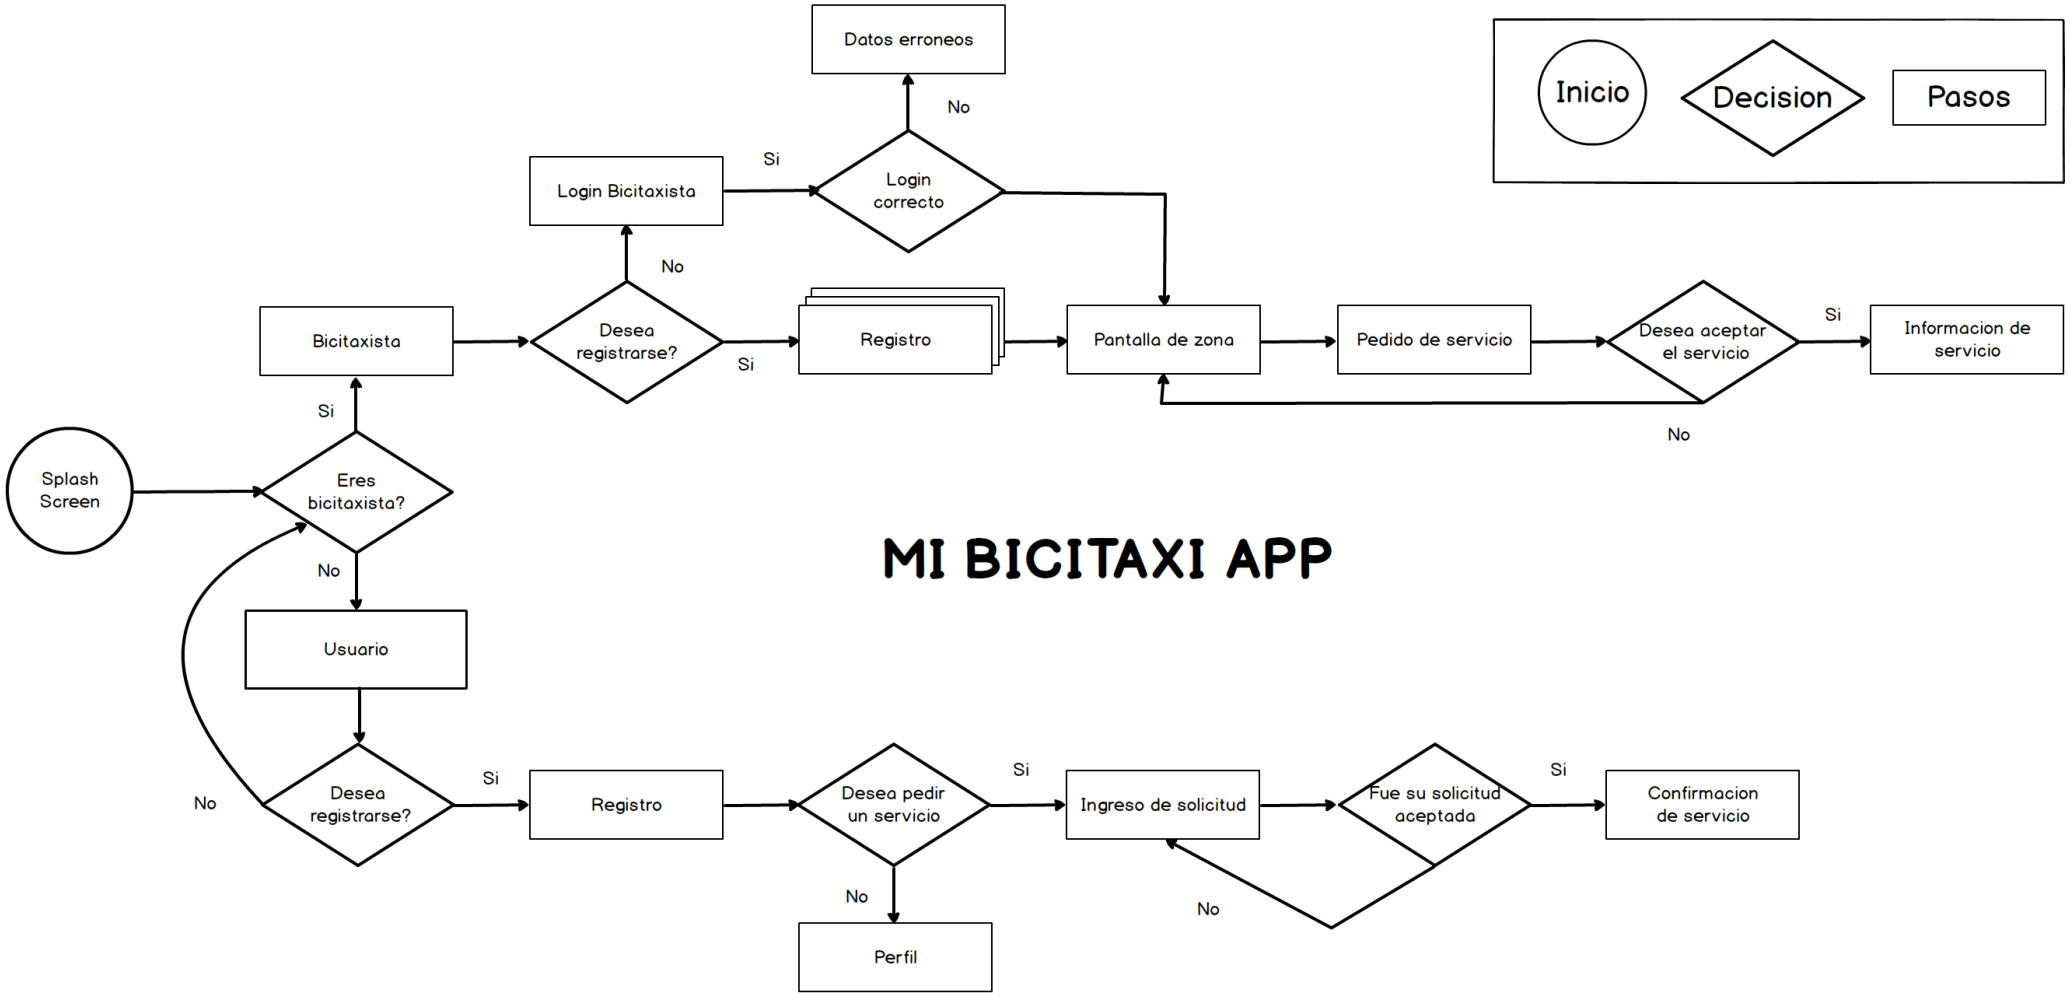 Datos erroneos
No
Inicio
Decision
Pasos
Login Bicitaxista
Si
Login
correcto
No
Bicitaxista
Desea
registrarse?
Si
Registro
Pantalla de zona
Pedido de servicio
Desea aceptar
el servicio
Si
Informacion de
servicio
No
Si
Splash
Screen
Eres
bicitaxista?
No
MI BICITAXI APP
Usuario
No
Desea
registrarse?
Si
Registro
Desea pedir
un servicio
Si
Ingreso de solicitud
Fue su solicitud
aceptada
Si
Confirmacion
de servicio
No
No
Perfil